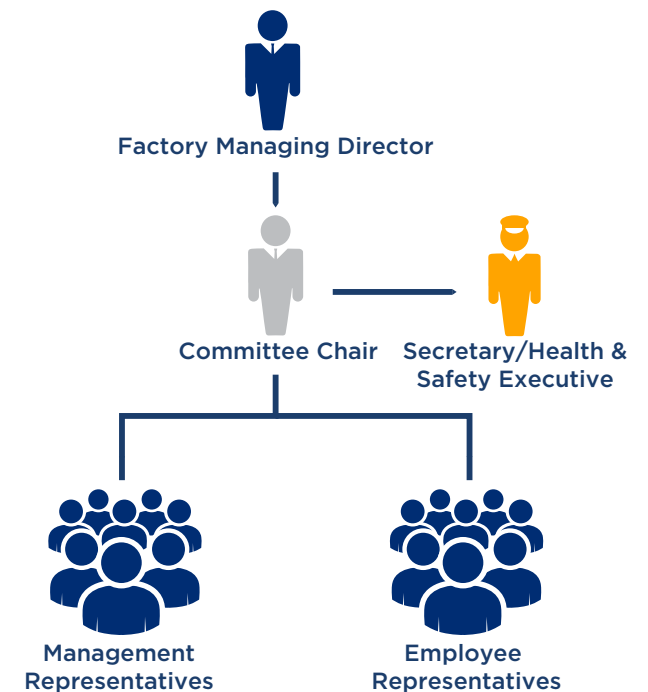 Factory Managing Director
Committee Chair
Secretary/Health &
Safety Executive
Management
Representatives
Employee
Representatives